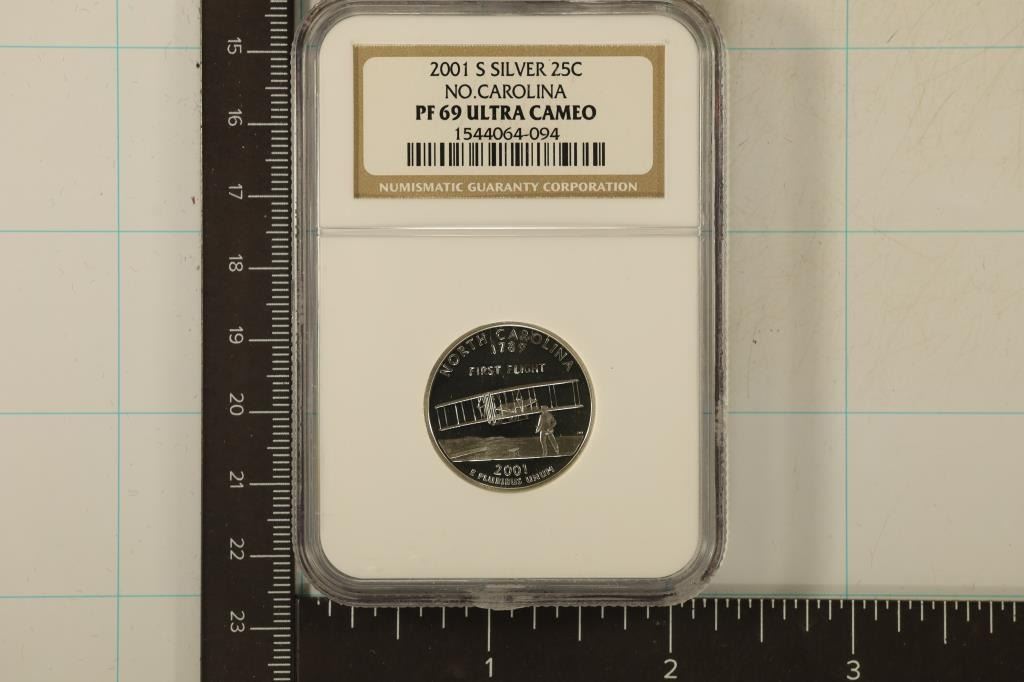 2001 S SILVER 25C
NO.CAROLINA
PF 69 ULTRA CAMEO
1544064-094
NUMISMATIC GUARANTY CORPORATION
NORTH CAROLINA
1789
FIRST FLIGHT
2001
E PLURIBUS UNUM
15
16
17
18
19
20
21
22
23
1 2 3